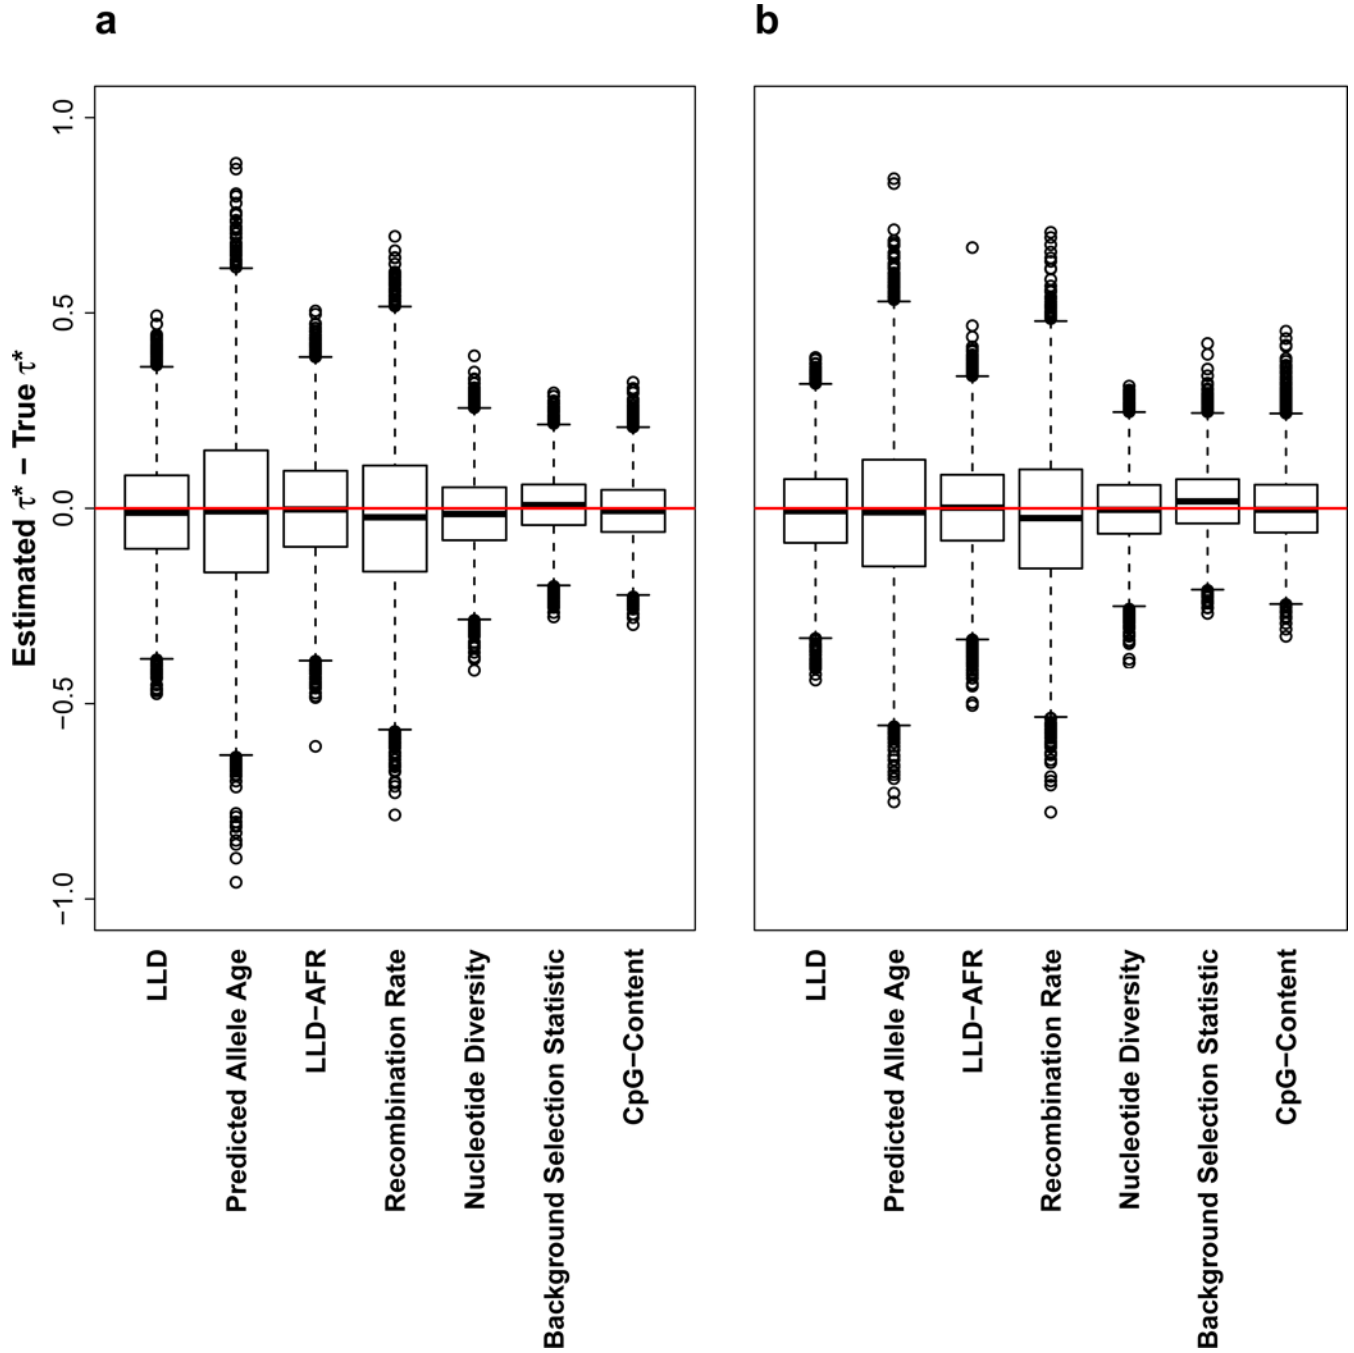 a
b
Estimated τ* − True τ*
1.0
0.5
0.0
−0.5
−1.0
LLD
Predicted Allele Age
LLD−AFR
Recombination Rate
Nucleotide Diversity
Background Selection Statistic
CpG−Content
LLD
Predicted Allele Age
LLD−AFR
Recombination Rate
Nucleotide Diversity
Background Selection Statistic
CpG−Content